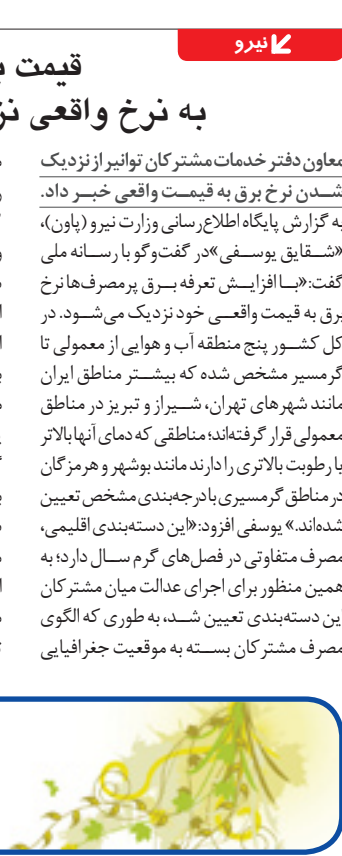 نیرو
قیمت
به نرخ واقعی
معاون دفتر خدمات مشترکان توانیر از نزدیک
شدن نرخ برق به قیمت واقعی خبر داد.
به گزارش پایگاه اطلاع‌رسانی وزارت نیرو (پاون)،
«شقایق یوسفی»در گفت‌وگو با رسانه ملی
گفت:«با افزایش تعرفه برق پرمصرف‌ها نرخ
برق به قیمت واقعی خود نزدیک می‌شود. در
کل کشور پنج منطقه آب و هوایی از معمولی تا
گرمسیر مشخص شده که بیشتر مناطق ایران
مانند شهرهای تهران، شیراز و تبریز در مناطق
معمولی قرار گرفته‌اند؛ مناطقی که دمای آنها بالاتر
با رطوبت بالاتری را دارند مانند بوشهر و هرمزگان
در مناطق گرمسیری با درجه‌بندی مشخص تعیین
شده‌اند.» یوسفی افزود:«این دسته‌بندی اقلیمی،
مصرف متفاوتی در فصل‌های گرم سال دارد؛ به
همین منظور برای اجرای عدالت میان مشترکان
این دسته‌بندی تعیین شد، به طوری که الگوی
مصرف مشترکان بسته به موقعیت جغرافیایی